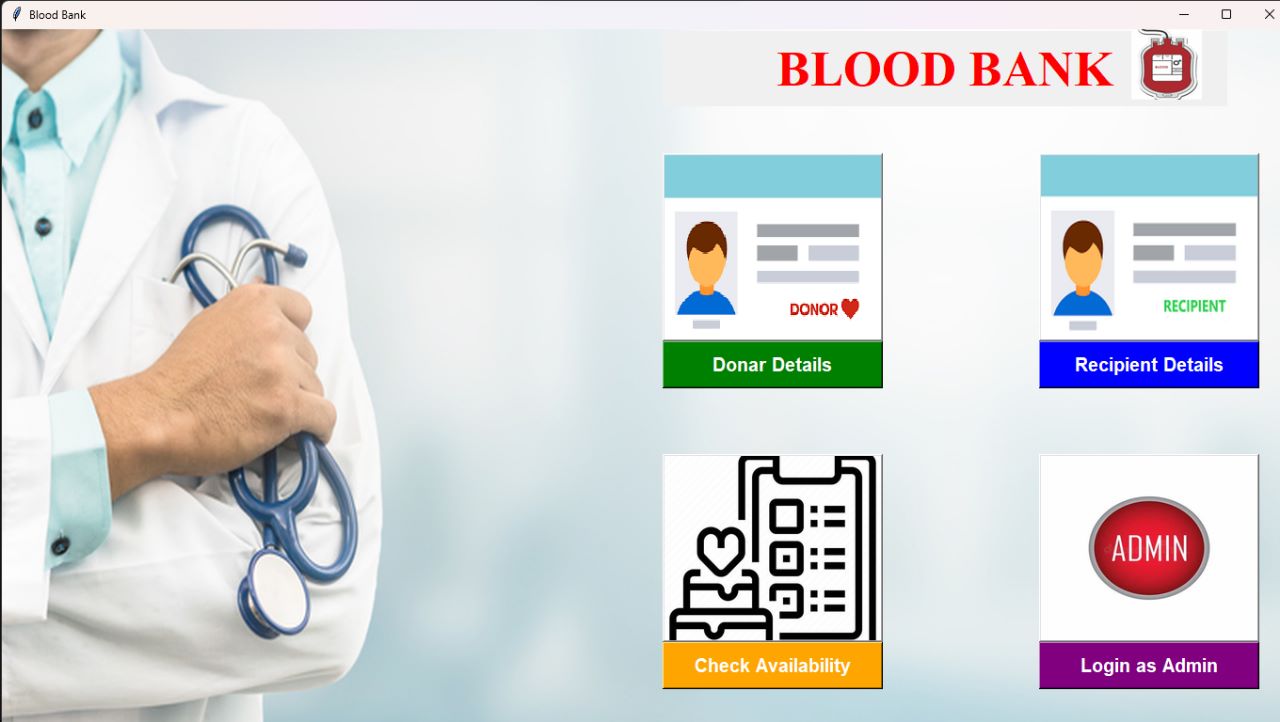 Blood Bank
BLOOD BANK
DONOR
RECIPIENT
Donar Details
Recipient Details
ADMIN
Check Availability
Login as Admin